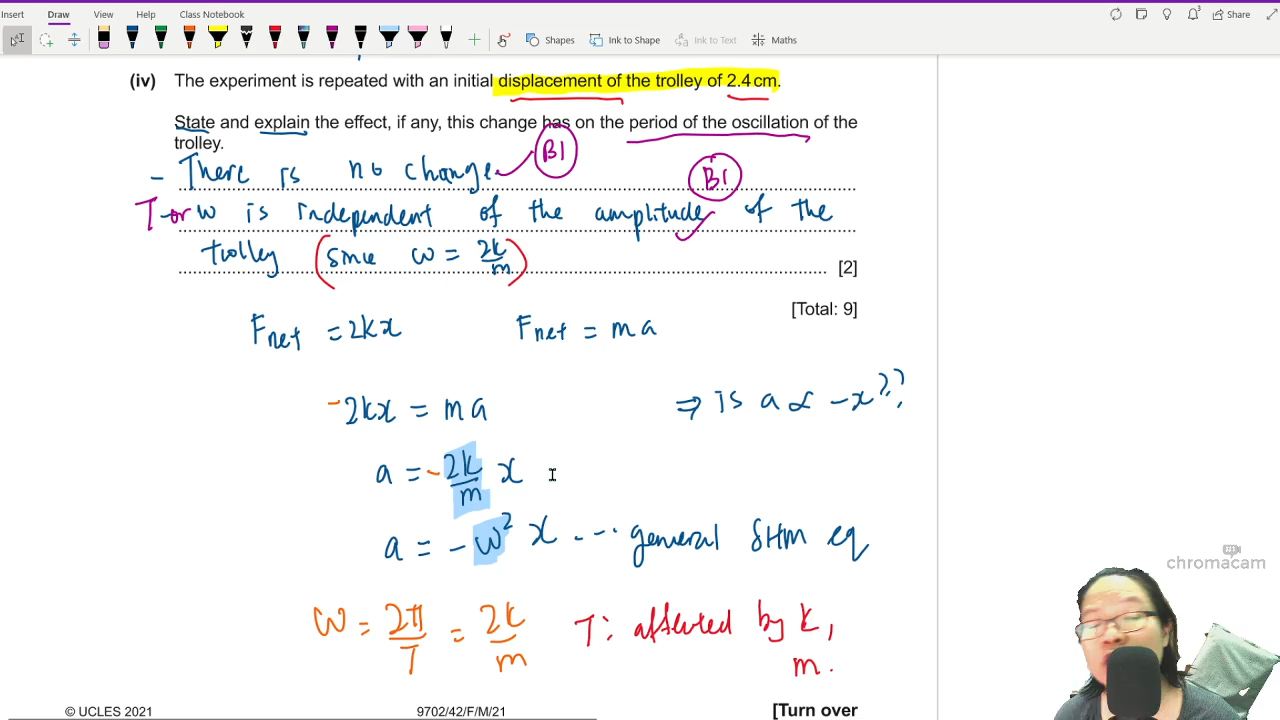 Insert Draw View Help Class Notebook Share
Shapes Ink to Shape Ink to Text Maths
(iv) The experiment is repeated with an initial displacement of the trolley of 2.4 cm.
State and explain the effect, if any, this change has on the period of the oscillation of the
trolley.
- There is no change B1
B1
T or ω is independent of the amplitude of the
trolley (since ω = 2k/m) [2]
[Total: 9]
Fnet = 2kx Fnet = ma
-2kx = ma ⇒ is a ∝ -x??
a = -2k/m x
a = -ω² x ... general SHM eq
chromacam
ω = 2π/T = 2k/m T: affected by k,
m.
© UCLES 2021 9702/42/F/M/21 [Turn over